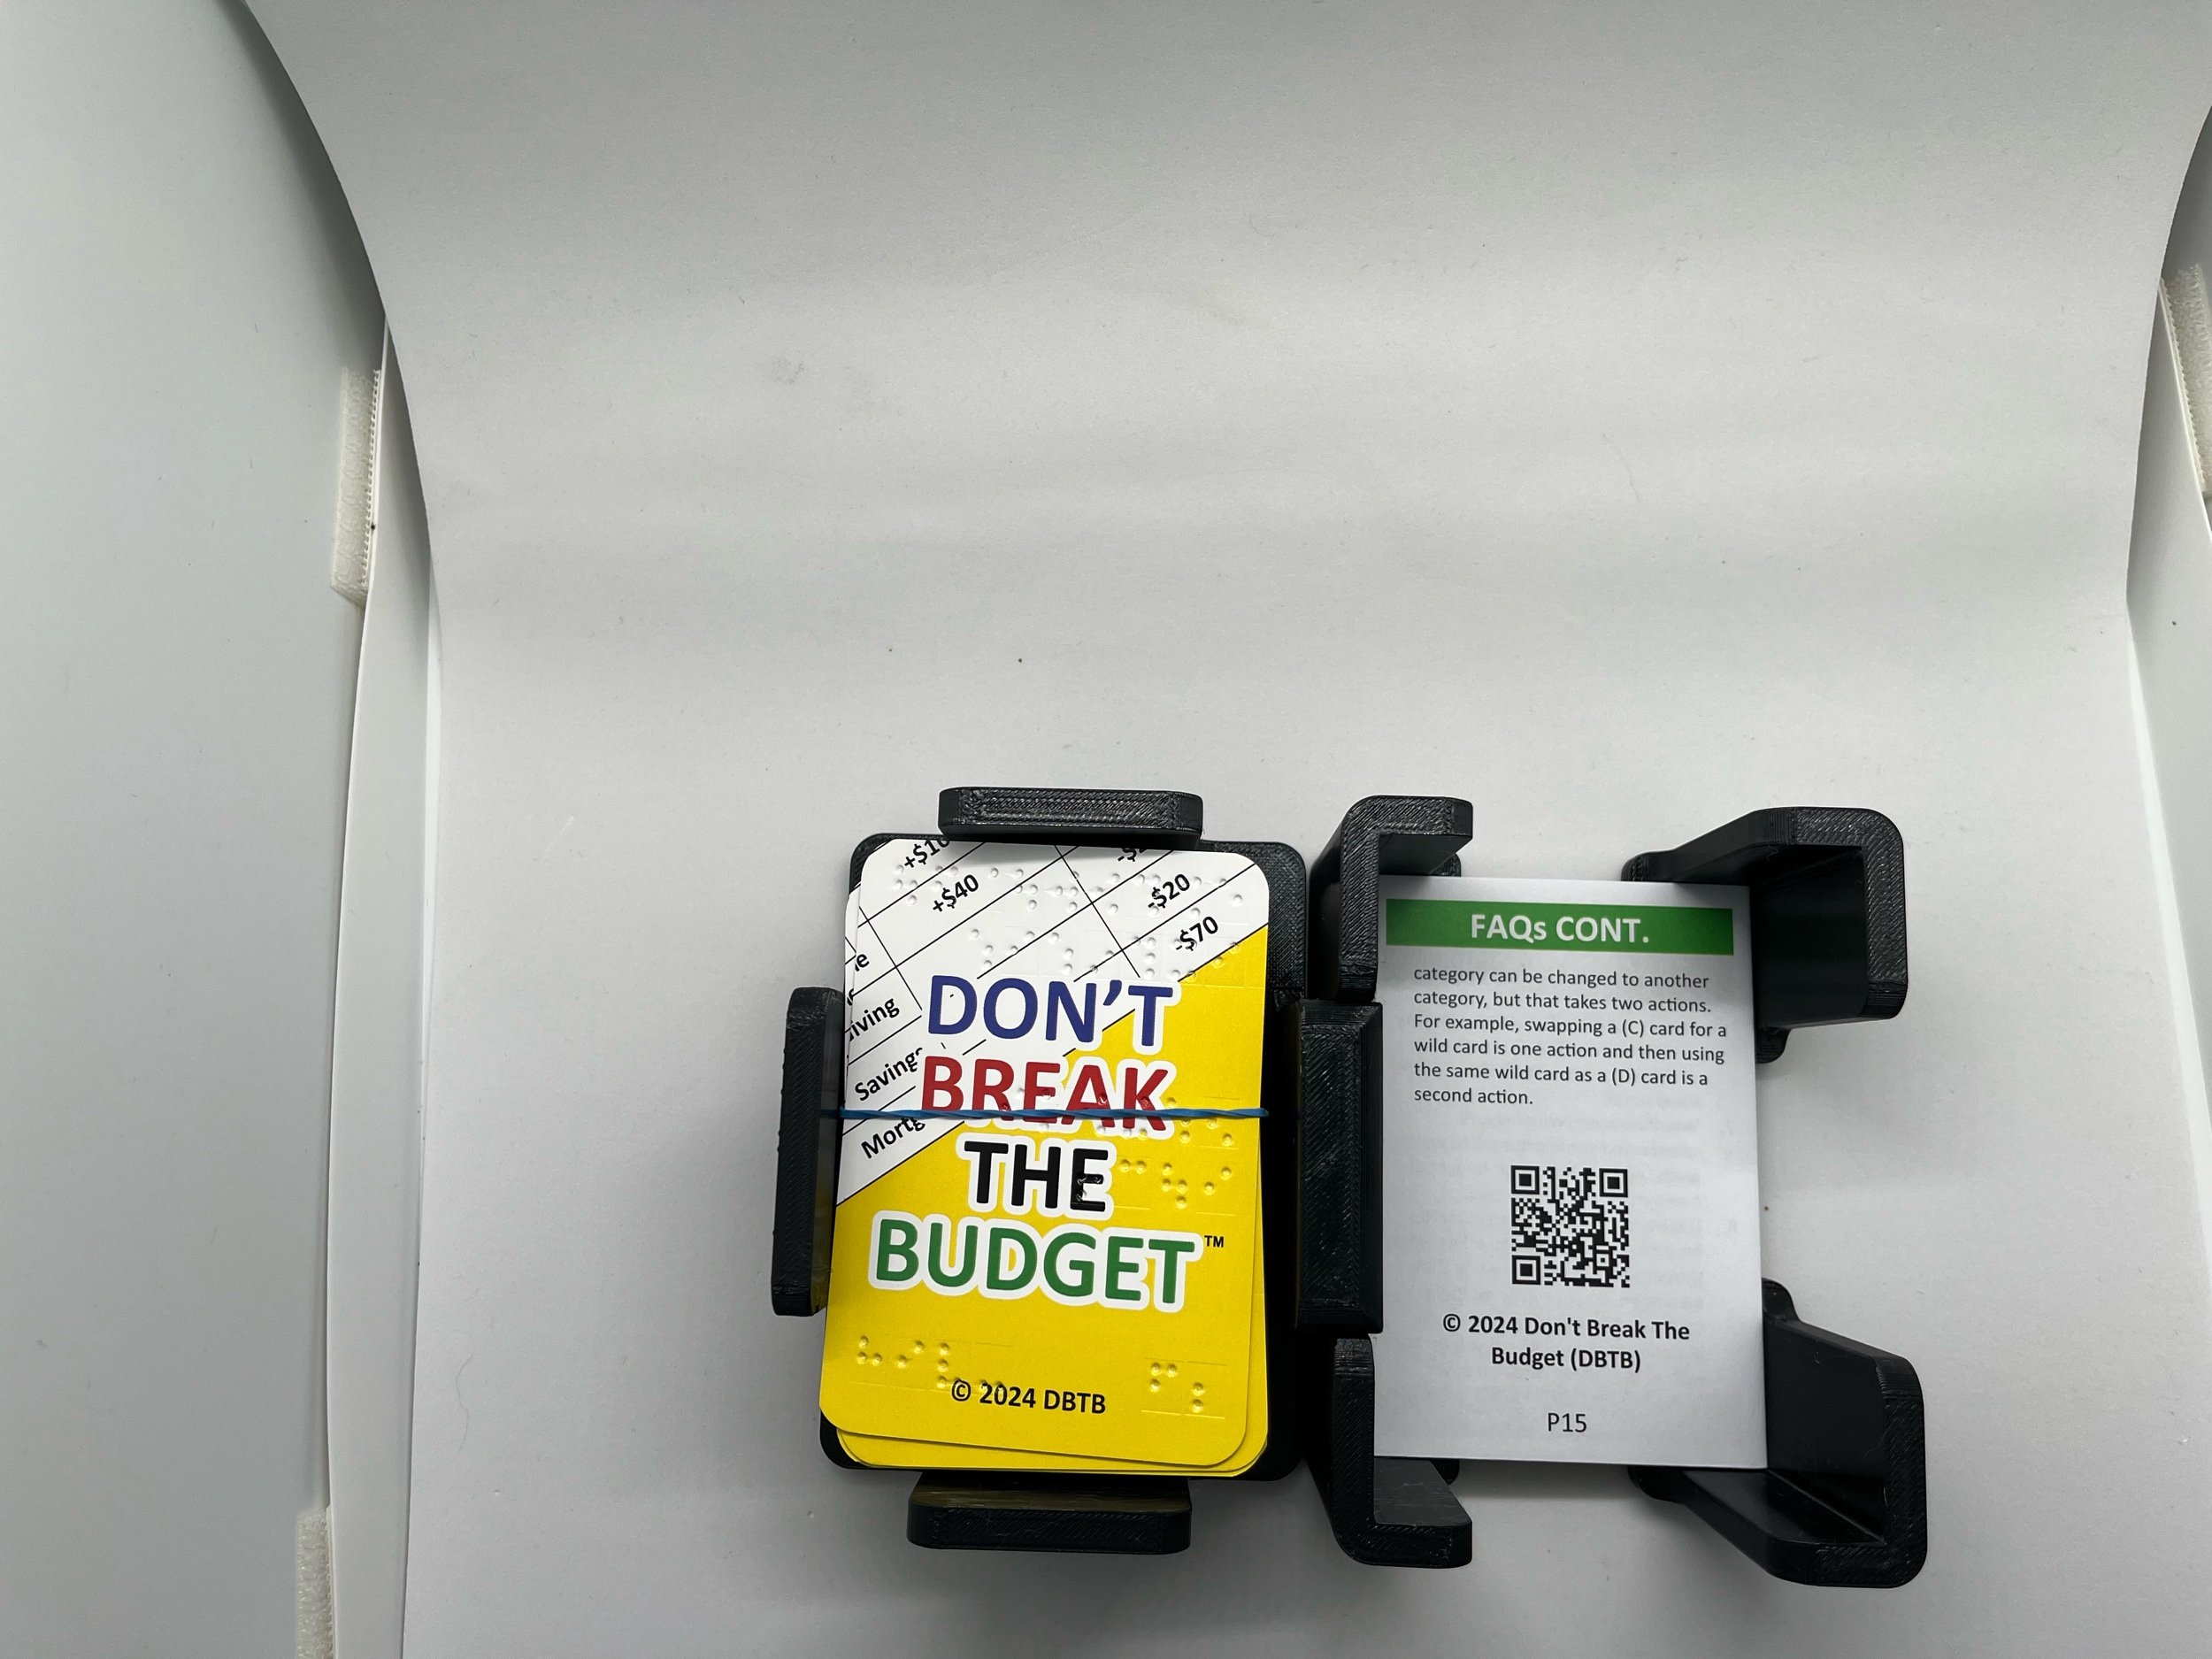 +$10
+$40
-$20
-$70
Savings
DON'T
BREAK
THE
BUDGET™
© 2024 DBTB
FAQs CONT.
category can be changed to another
category, but that takes two actions.
For example, swapping a (C) card for a
wild card is one action and then using
the same wild card as a (D) card is a
second action.
© 2024 Don't Break The
Budget (DBTB)
P15